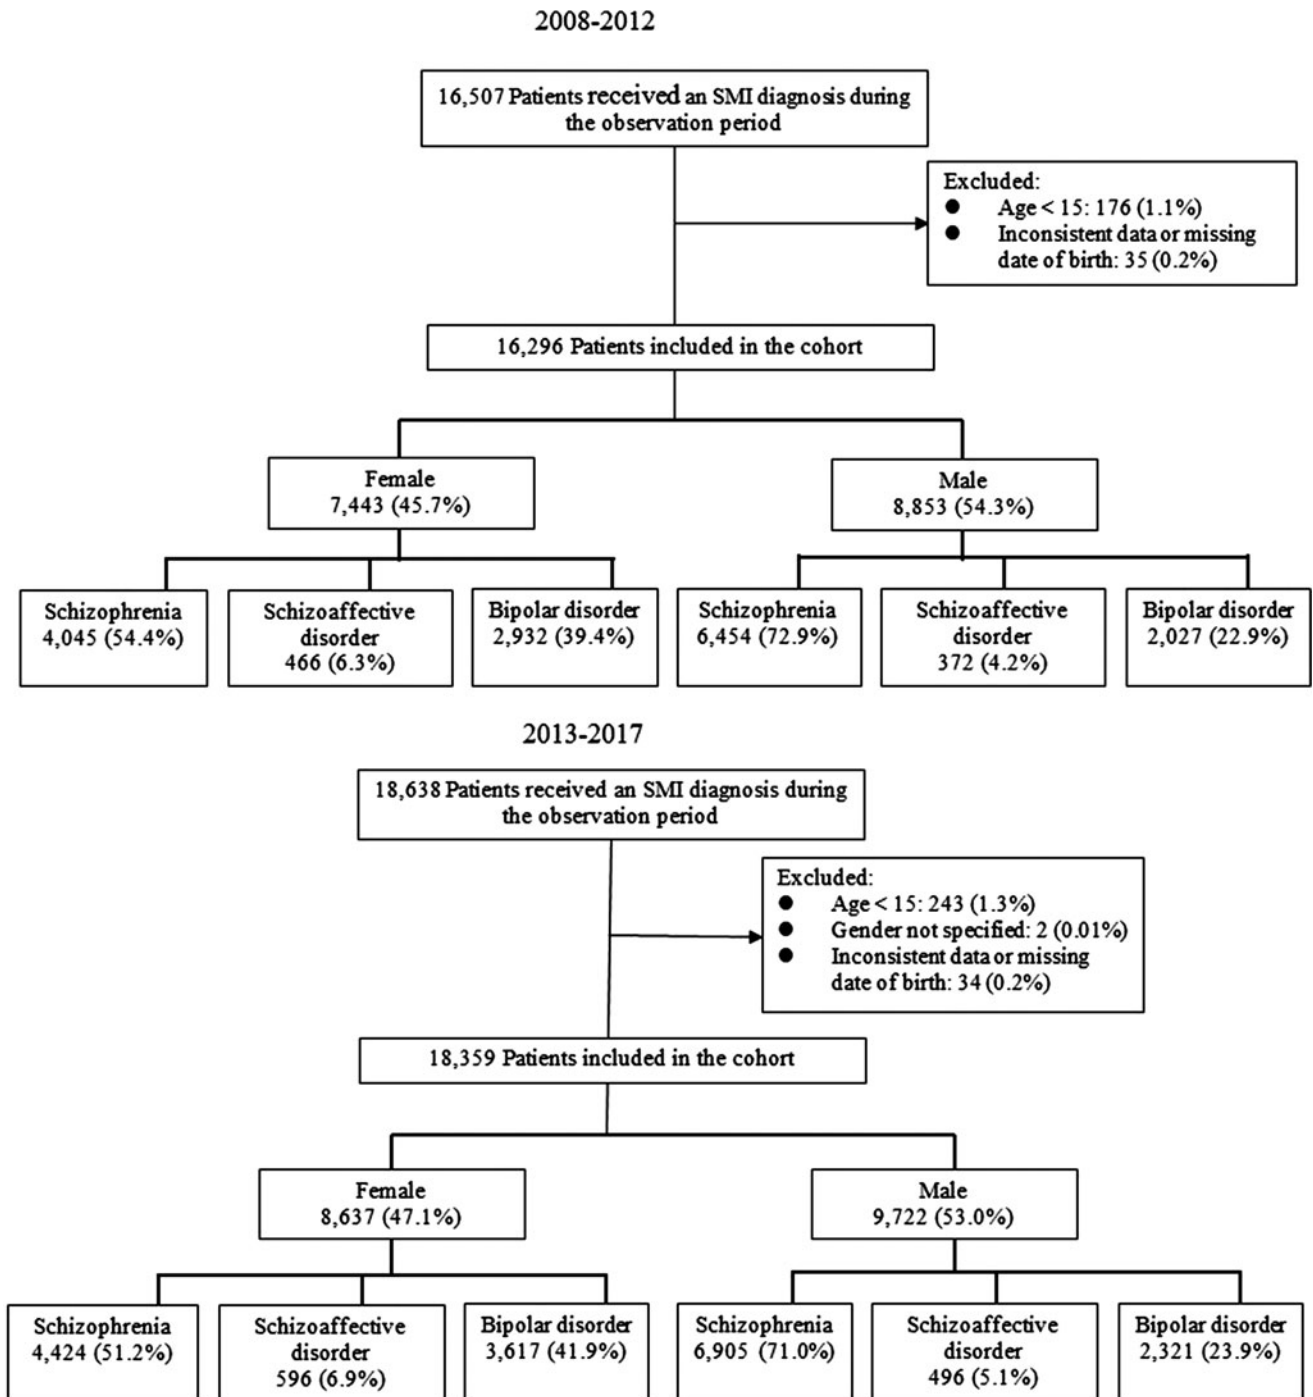 2008-2012
16,507 Patients received an SMI diagnosis during
the observation period
Excluded:
● Age < 15: 176 (1.1%)
● Inconsistent data or missing
date of birth: 35 (0.2%)
16,296 Patients included in the cohort
Female
7,443 (45.7%)
Male
8,853 (54.3%)
Schizophrenia
4,045 (54.4%)
Schizoaffective
disorder
466 (6.3%)
Bipolar disorder
2,932 (39.4%)
Schizophrenia
6,454 (72.9%)
Schizoaffective
disorder
372 (4.2%)
Bipolar disorder
2,027 (22.9%)
2013-2017
18,638 Patients received an SMI diagnosis during
the observation period
Excluded:
● Age < 15: 243 (1.3%)
● Gender not specified: 2 (0.01%)
● Inconsistent data or missing
date of birth: 34 (0.2%)
18,359 Patients included in the cohort
Female
8,637 (47.1%)
Male
9,722 (53.0%)
Schizophrenia
4,424 (51.2%)
Schizoaffective
disorder
596 (6.9%)
Bipolar disorder
3,617 (41.9%)
Schizophrenia
6,905 (71.0%)
Schizoaffective
disorder
496 (5.1%)
Bipolar disorder
2,321 (23.9%)